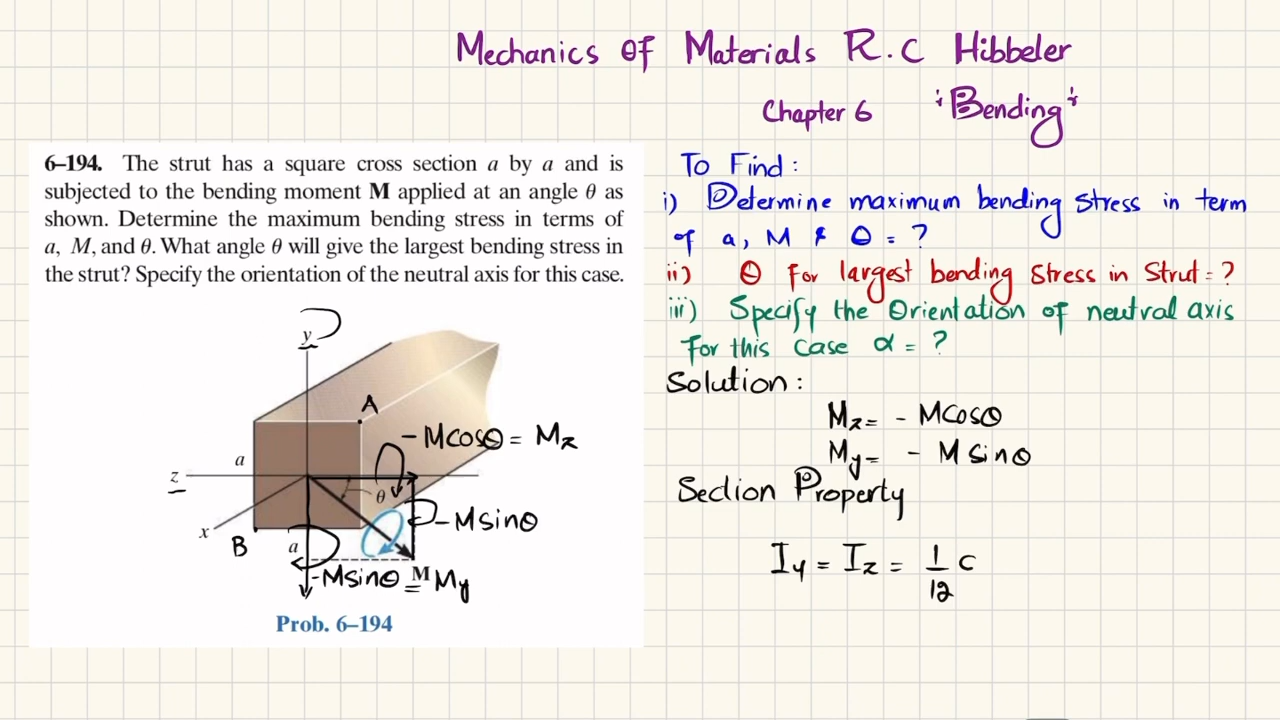 Mechanics Of Materials R.C Hibbeler
Chapter 6 "Bending"
6–194. The strut has a square cross section a by a and is
subjected to the bending moment M applied at an angle θ as
shown. Determine the maximum bending stress in terms of
a, M, and θ. What angle θ will give the largest bending stress in
the strut? Specify the orientation of the neutral axis for this case.
y
A
-Mcosθ = Mz
a
z
θ
-Msinθ
x
B
a
-Msinθ = My
M
Prob. 6–194
To Find :
i) Determine maximum bending stress in term
of a, M & θ = ?
ii) θ For largest bending stress in Strut = ?
iii) Specify the Orientation of neutral axis
For this Case α = ?
Solution :
Mz = - Mcosθ
My = - M sinθ
Section Property
Iy = Iz = 1/12 c